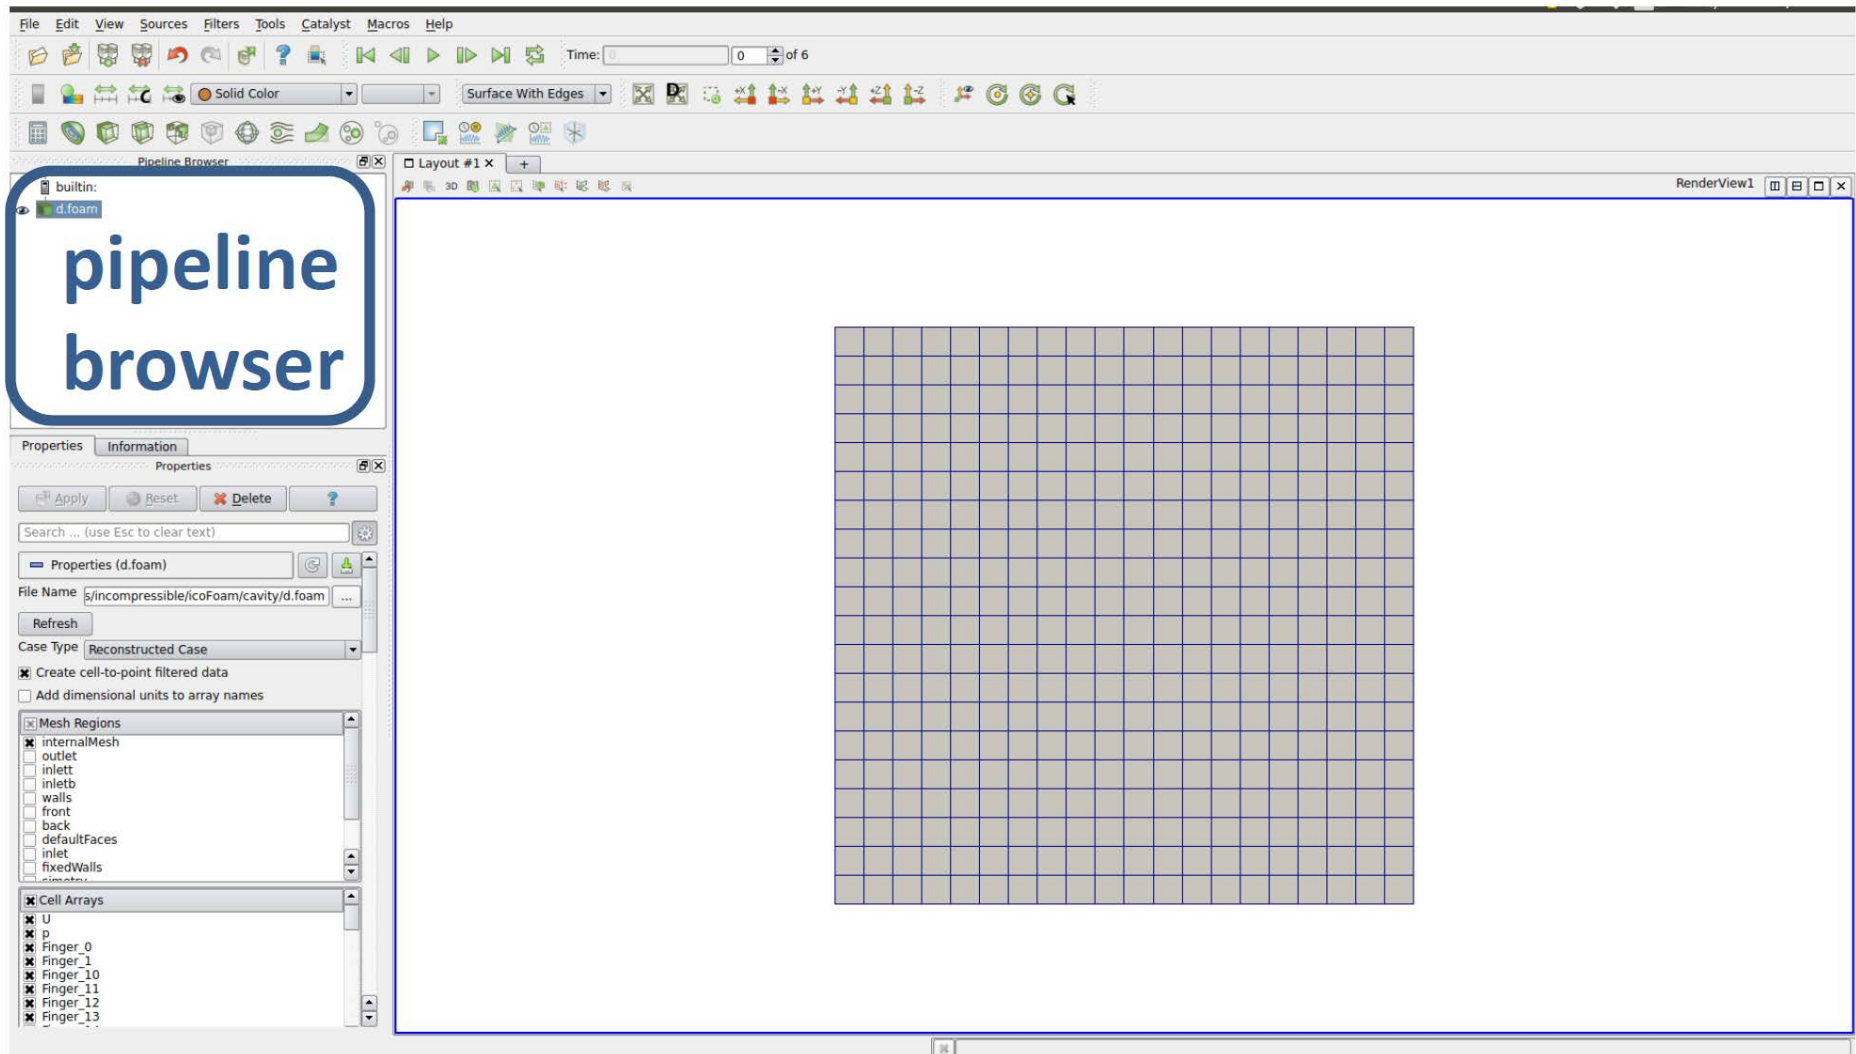 File Edit View Sources Filters Tools Catalyst Macros Help
Time: 0 0 of 6
Solid Color Surface With Edges
Pipeline Browser
Layout #1 +
builtin:
3D
RenderView1
d.foam
pipeline
browser
Properties Information
Properties
Apply Reset Delete ?
Search ... (use Esc to clear text)
Properties (d.foam)
File Name s/incompressible/icoFoam/cavity/d.foam ...
Refresh
Case Type Reconstructed Case
Create cell-to-point filtered data
Add dimensional units to array names
Mesh Regions
internalMesh
outlet
inlett
inletb
walls
front
back
defaultFaces
inlet
fixedWalls
Cell Arrays
U
p
Finger_0
Finger_1
Finger_10
Finger_11
Finger_12
Finger_13